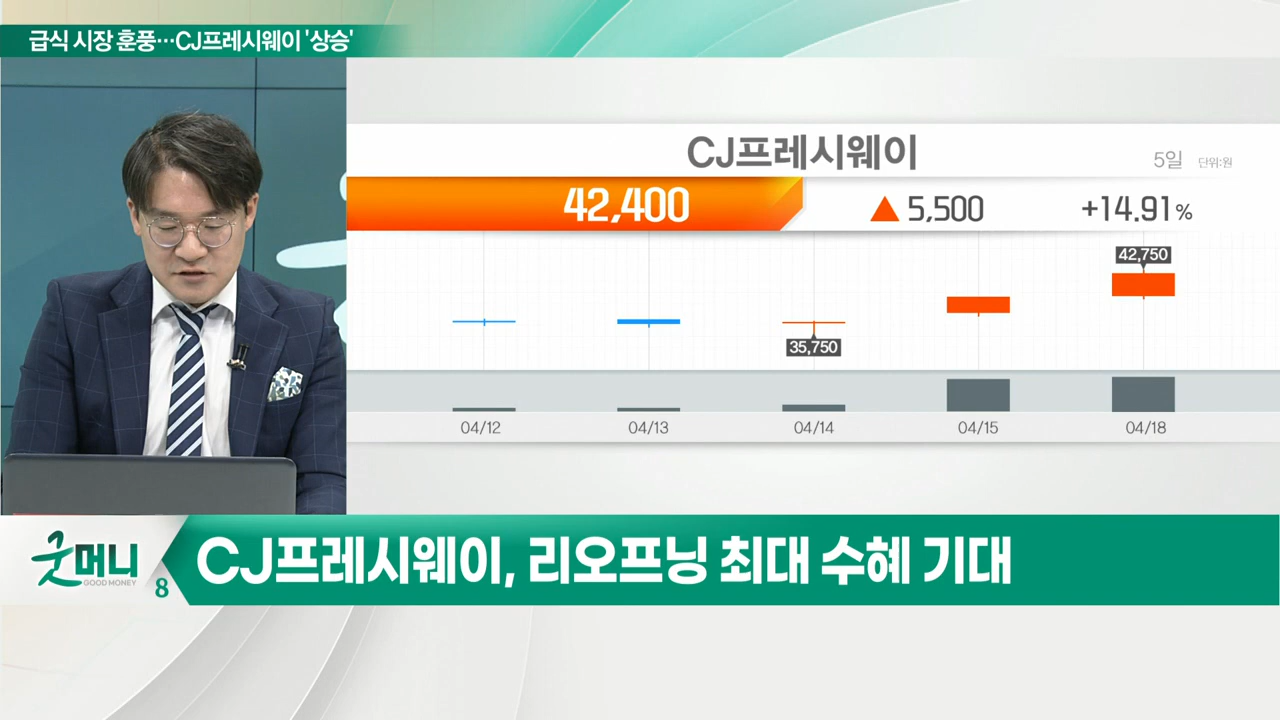 급식 시장 훈풍…CJ프레시웨이 '상승'
CJ프레시웨이
5일 단위:원
42,400 ▲ 5,500 +14.91%
42,750
35,750
04/12 04/13 04/14 04/15 04/18
굿머니
GOOD MONEY
8
CJ프레시웨이, 리오프닝 최대 수혜 기대